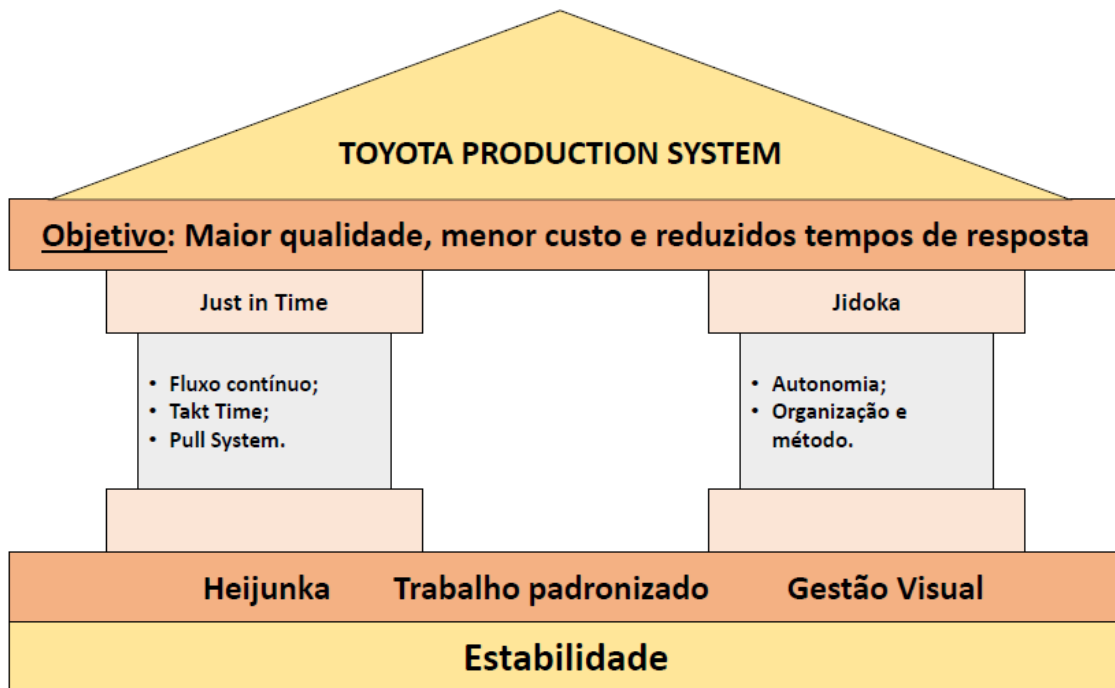 TOYOTA PRODUCTION SYSTEM
Objetivo: Maior qualidade, menor custo e reduzidos tempos de resposta
Just in Time
• Fluxo contínuo;
• Takt Time;
• Pull System.
Jidoka
• Autonomia;
• Organização e
método.
Heijunka Trabalho padronizado Gestão Visual
Estabilidade